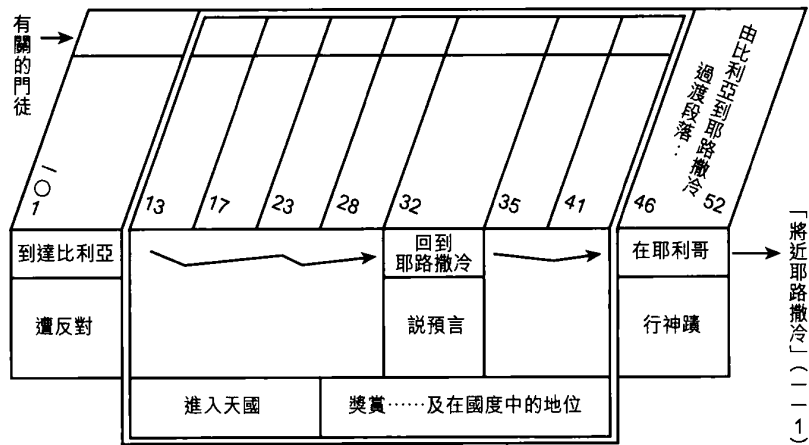 有關的門徒
由比利亞到耶路撒冷
過渡段落：
一〇1
13
17
23
28
32
35
41
46
52
到達比利亞
回到
耶路撒冷
在耶利哥
遭反對
説預言
行神蹟
進入天國
獎賞……及在國度中的地位
「將近耶路撒冷」（一一1）